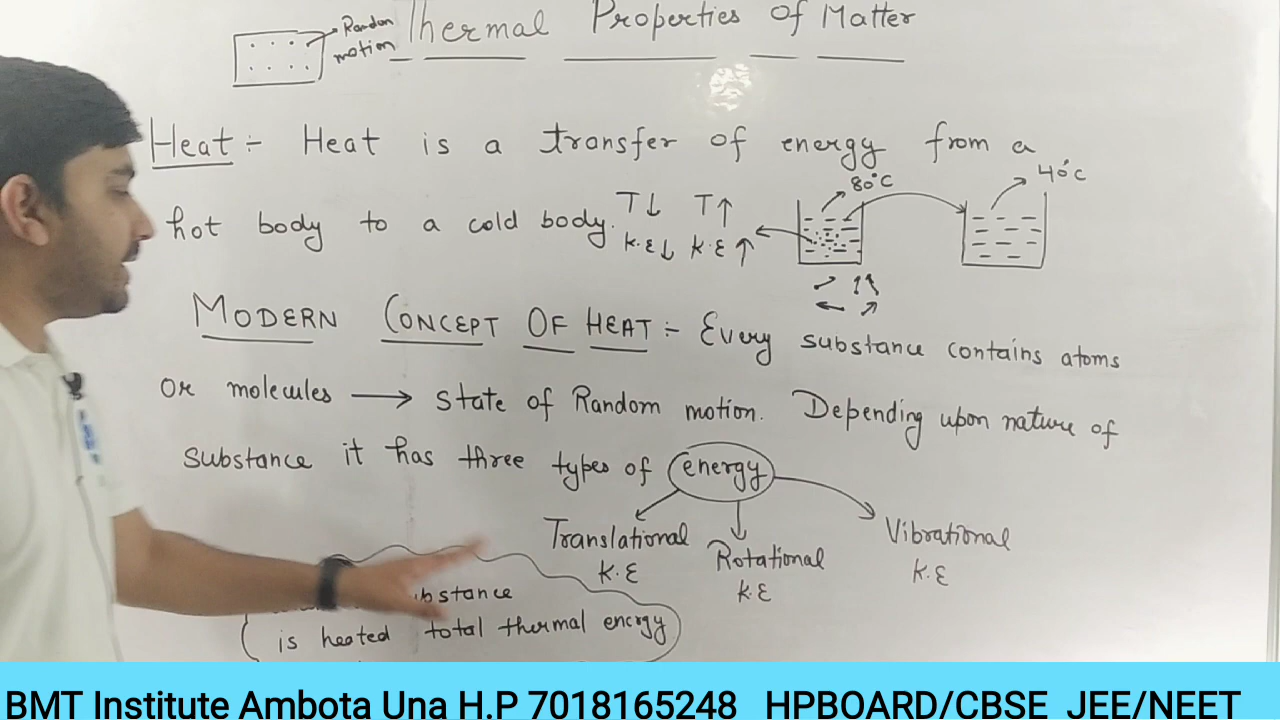 Thermal Properties Of Matter
Random
motion
Heat :- Heat is a transfer of energy from a
hot body to a cold body.
T↓ T↑
K.E↓ K.E↑
80°C
40°C
MODERN CONCEPT OF HEAT :- Every substance contains atoms
or molecules → state of Random motion. Depending upon nature of
substance it has three types of energy
Translational
K.E
Rotational
K.E
Vibrational
K.E
is heated total thermal energy
BMT Institute Ambota Una H.P 7018165248 HPBOARD/CBSE JEE/NEET